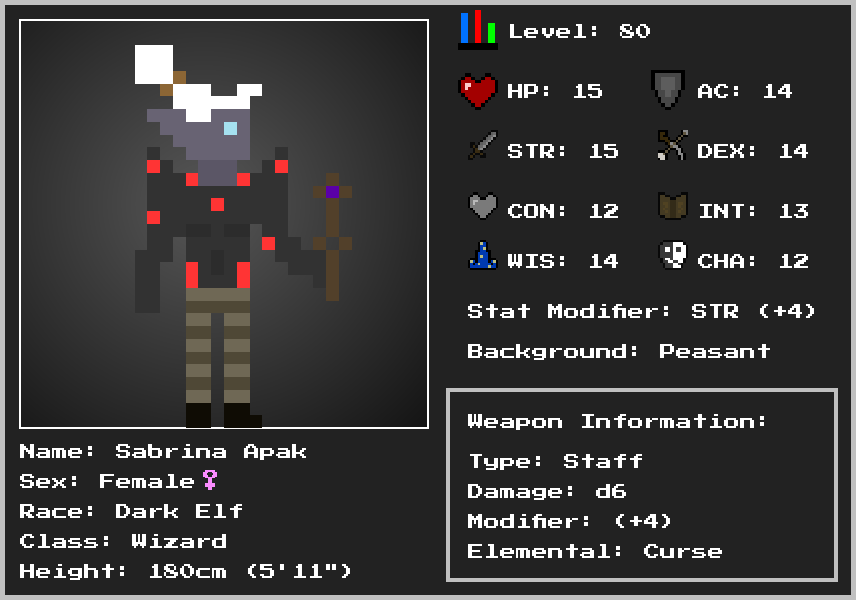 Level: 80
HP: 15
AC: 14
STR: 15
DEX: 14
CON: 12
INT: 13
WIS: 14
CHA: 12
Stat Modifier: STR (+4)
Background: Peasant
Weapon Information:
Type: Staff
Damage: d6
Modifier: (+4)
Elemental: Curse
Name: Sabrina Apak
Sex: Female♀
Race: Dark Elf
Class: Wizard
Height: 180cm (5'11")